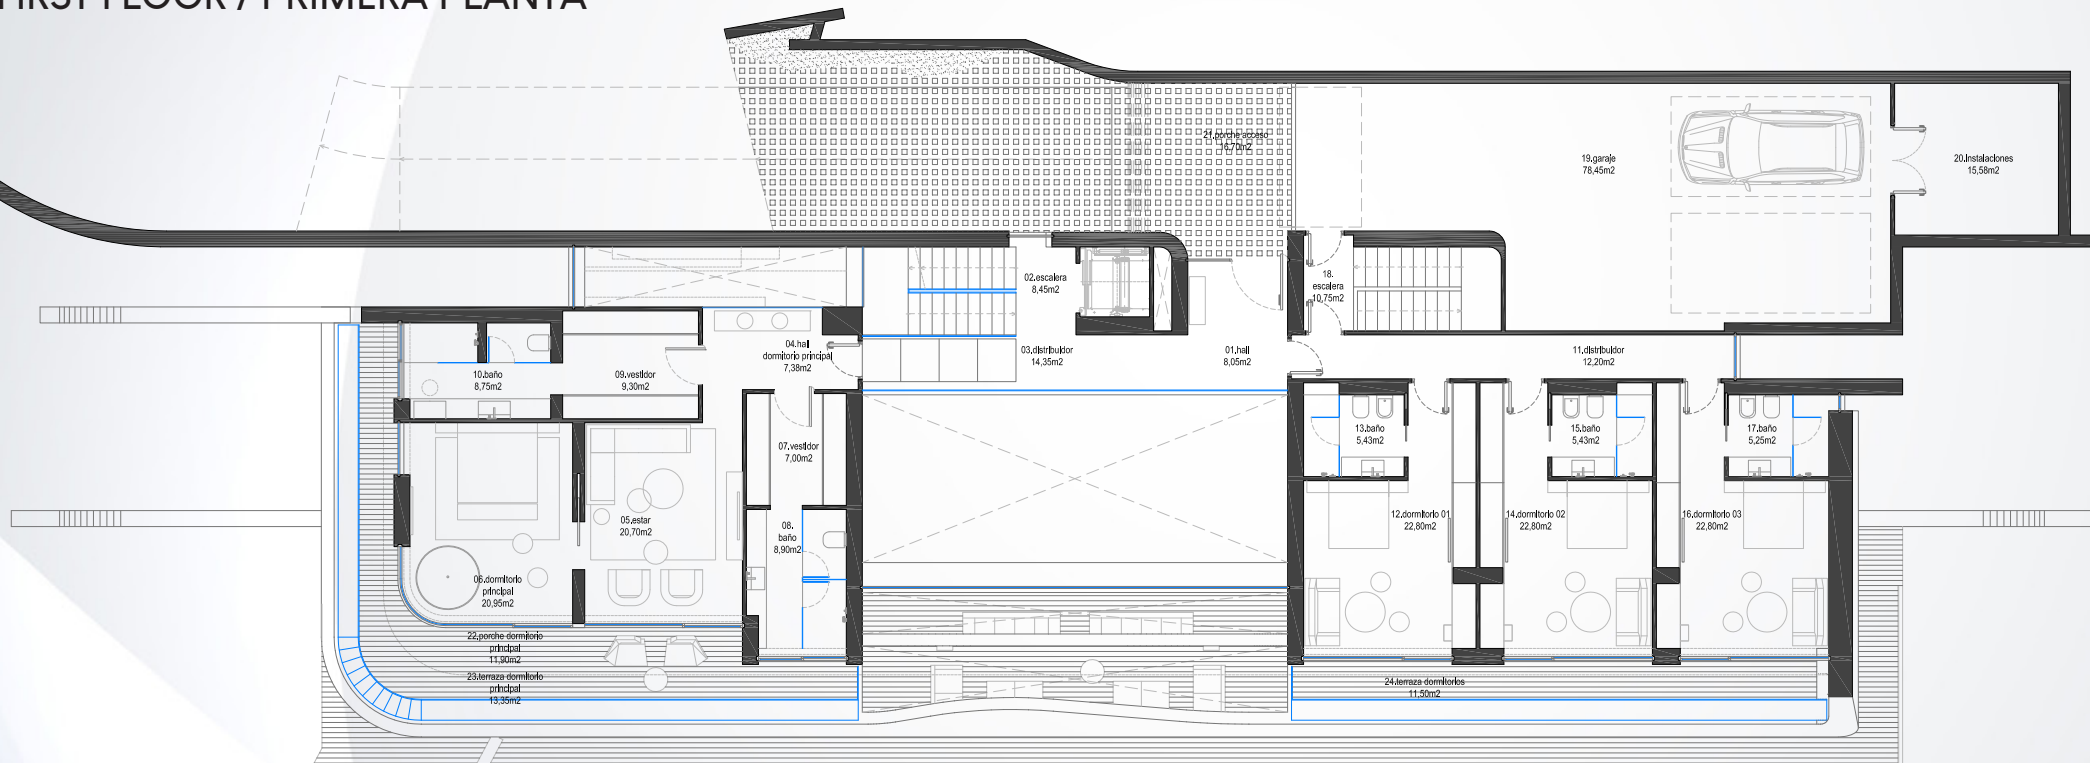 FIRST FLOOR / PRIMERA PLANTA
21.porche acceso
16,70m2
19.garaje
78,45m2
20.Instalaciones
15,58m2
02.escalera
8,45m2
18.
escalera
10,75m2
04.hall
dormitorio principal
7,38m2
03.distribuidor
14,35m2
01.hall
8,05m2
11.distribuidor
12,20m2
10.baño
8,75m2
09.vestidor
9,30m2
07.vestidor
7,00m2
13.baño
5,43m2
15.baño
5,43m2
17.baño
5,25m2
05.estar
20,70m2
08.
baño
8,90m2
12.dormitorio 01
22,80m2
14.dormitorio 02
22,80m2
16.dormitorio 03
22,80m2
06.dormitorio
principal
20,95m2
22.porche dormitorio
principal
11,90m2
23.terraza dormitorio
principal
13,35m2
24.terraza dormitorios
11,50m2